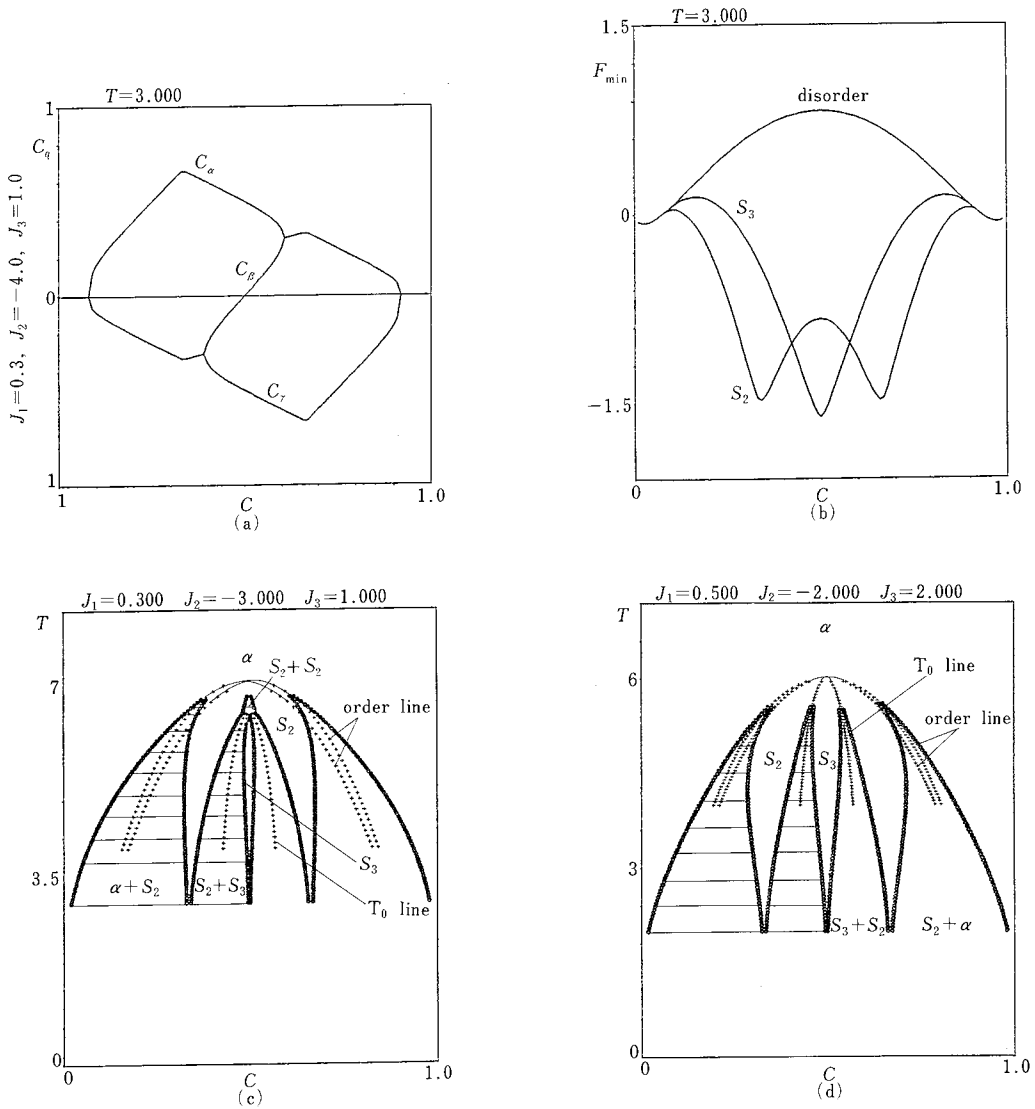 T=3.000
1
C_q
C_α
C_β
0
C_γ
J_1=0.3, J_2=−4.0, J_3=1.0
1
1
C
1.0
(a)
T=3.000
1.5
F_min
disorder
0
S_3
S_2
−1.5
0
C
1.0
(b)
J_1=0.300 J_2=−3.000 J_3=1.000
T
α
S_2+S_2
7
S_2
order line
S_3
3.5
α+S_2
S_2+S_3
T_0 line
0
0
C
1.0
(c)
J_1=0.500 J_2=−2.000 J_3=2.000
T
α
T_0 line
6
order line
S_2
S_3
3
S_3+S_2
S_2+α
0
0
C
1.0
(d)